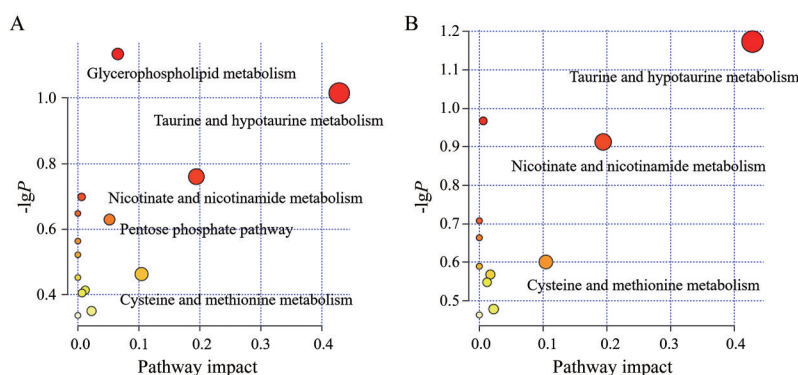 A
Glycerophospholipid metabolism
1.0
Taurine and hypotaurine metabolism
0.8
Nicotinate and nicotinamide metabolism
-lgP
0.6
Pentose phosphate pathway
0.4
Cysteine and methionine metabolism
0.0 0.1 0.2 0.3 0.4
Pathway impact
B
1.2
Taurine and hypotaurine metabolism
1.1
1.0
0.9
Nicotinate and nicotinamide metabolism
0.8
-lgP
0.7
0.6
Cysteine and methionine metabolism
0.5
0.0 0.1 0.2 0.3 0.4
Pathway impact